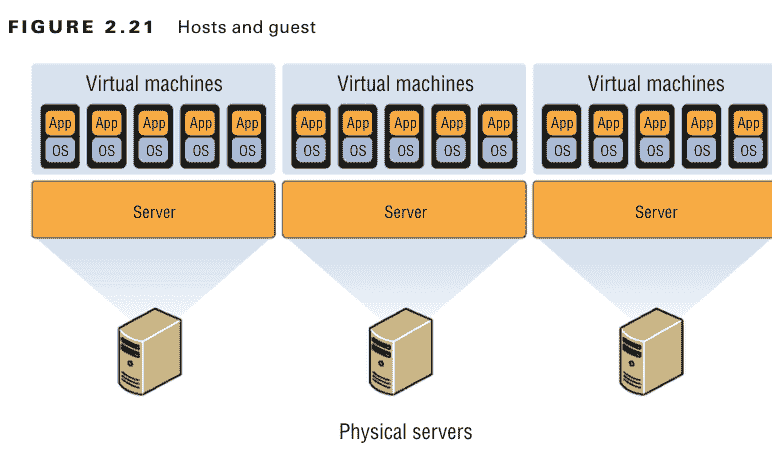 FIGURE 2.21 Hosts and guest
Virtual machines Virtual machines Virtual machines
App App App App App App App App App App App App App App App
OS OS OS OS OS OS OS OS OS OS OS OS OS OS OS
Server Server Server
Physical servers